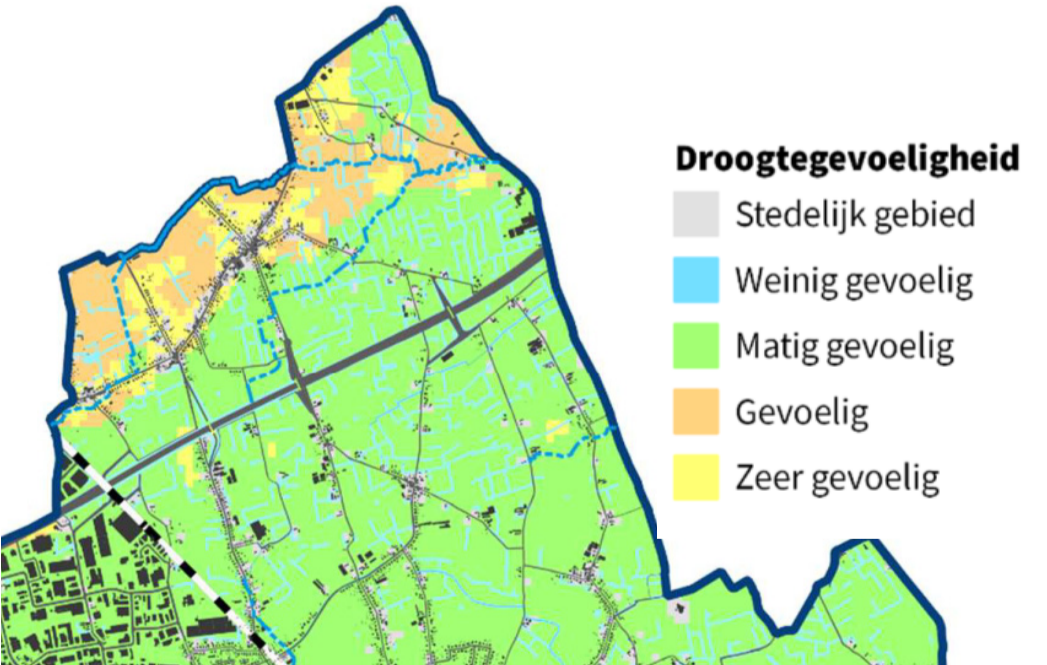 Droogtegevoeligheid
Stedelijk gebied
Weinig gevoelig
Matig gevoelig
Gevoelig
Zeer gevoelig